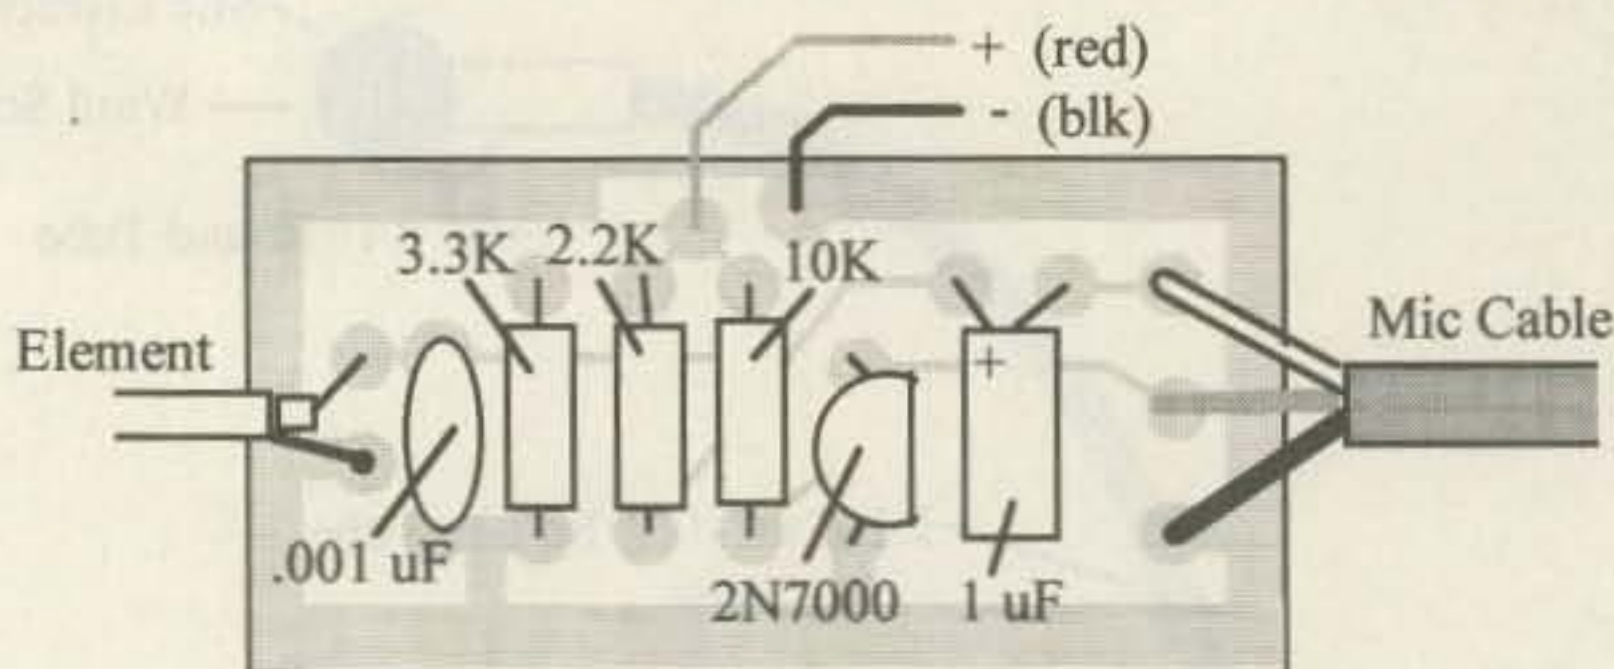 + (red)
- (blk)
3.3K 2.2K 10K
Element
Mic Cable
+
.001 uF
2N7000
1 uF